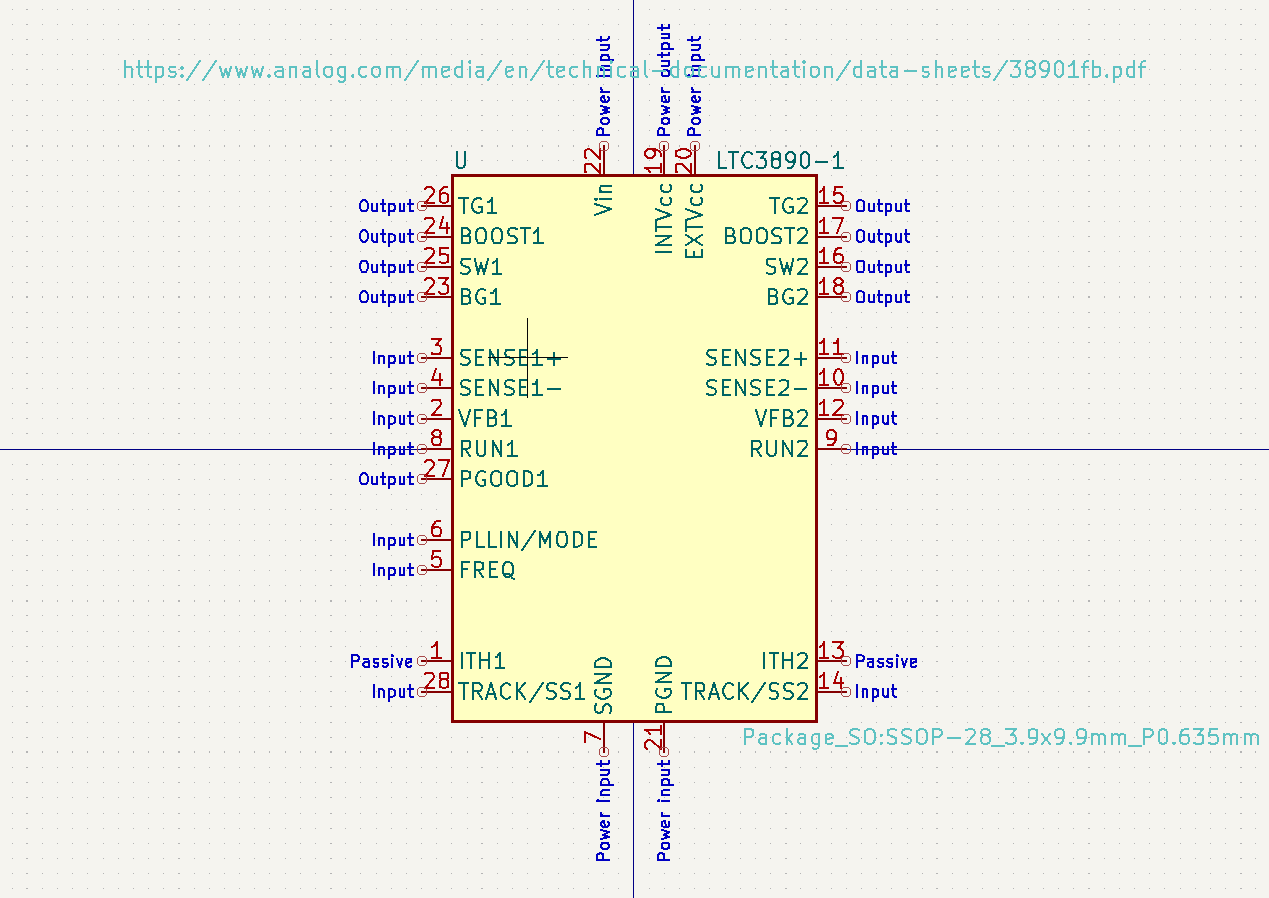 https://www.analog.com/media/en/technical-documentation/data-sheets/38901fb.pdf
Power input
Power output
Power input
22
19
20
U
LTC3890-1
Vin
INTVcc
EXTVcc
Output 26 TG1
TG2 15 Output
Output 24 BOOST1
BOOST2 17 Output
Output 25 SW1
SW2 16 Output
Output 23 BG1
BG2 18 Output
Input 3 SENSE1+
SENSE2+ 11 Input
Input 4 SENSE1-
SENSE2- 10 Input
Input 2 VFB1
VFB2 12 Input
Input 8 RUN1
RUN2 9 Input
Output 27 PGOOD1
Input 6 PLLIN/MODE
Input 5 FREQ
Passive 1 ITH1
ITH2 13 Passive
Input 28 TRACK/SS1
TRACK/SS2 14 Input
SGND
PGND
7
21
Package_SO:SSOP-28_3.9x9.9mm_P0.635mm
Power input
Power input